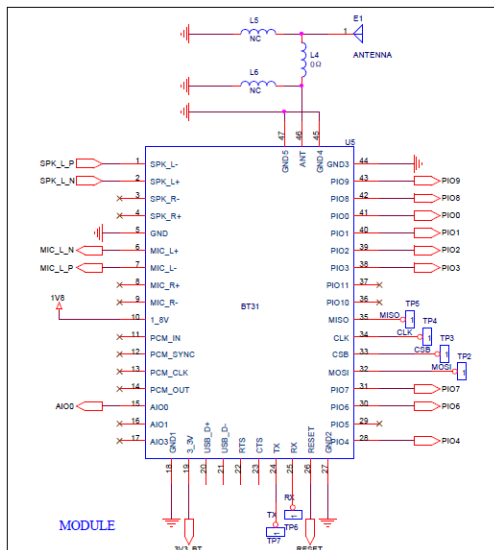 L5
NC
E1
1
ANTENNA
L4
0Ω
L6
NC
47
46
45
U5
GND5
ANT
GND4
SPK_L_P 1 SPK_L-
GND3 44
SPK_L_N 2 SPK_L+
PIO9 43 PIO9
3 SPK_R-
PIO8 42 PIO8
4 SPK_R+
PIO0 41 PIO0
5 GND
PIO1 40 PIO1
MIC_L_N 6 MIC_L+
PIO2 39 PIO2
MIC_L_P 7 MIC_L-
PIO3 38 PIO3
8 MIC_R+
PIO11 37
9 MIC_R-
PIO10 36
1V8
BT31
10 1_8V
MISO 35 MISO 1 TP5
11 PCM_IN
CLK 34 CLK 1 TP4
12 PCM_SYNC
CSB 33 CSB 1 TP3
13 PCM_CLK
MOSI 32 MOSI 1 TP2
14 PCM_OUT
PIO7 31 PIO7
AIO0 15 AIO0
PIO6 30 PIO6
16 AIO1
PIO5 29
17 AIO3
PIO4 28 PIO4
GND1
3_3V
USB_D+
USB_D-
RTS
CTS
TX
RX
RESET
GND2
18
19
20
21
22
23
24
25
26
27
RX
1
TP6
TX
1
TP7
MODULE
3V3_BT
RESET